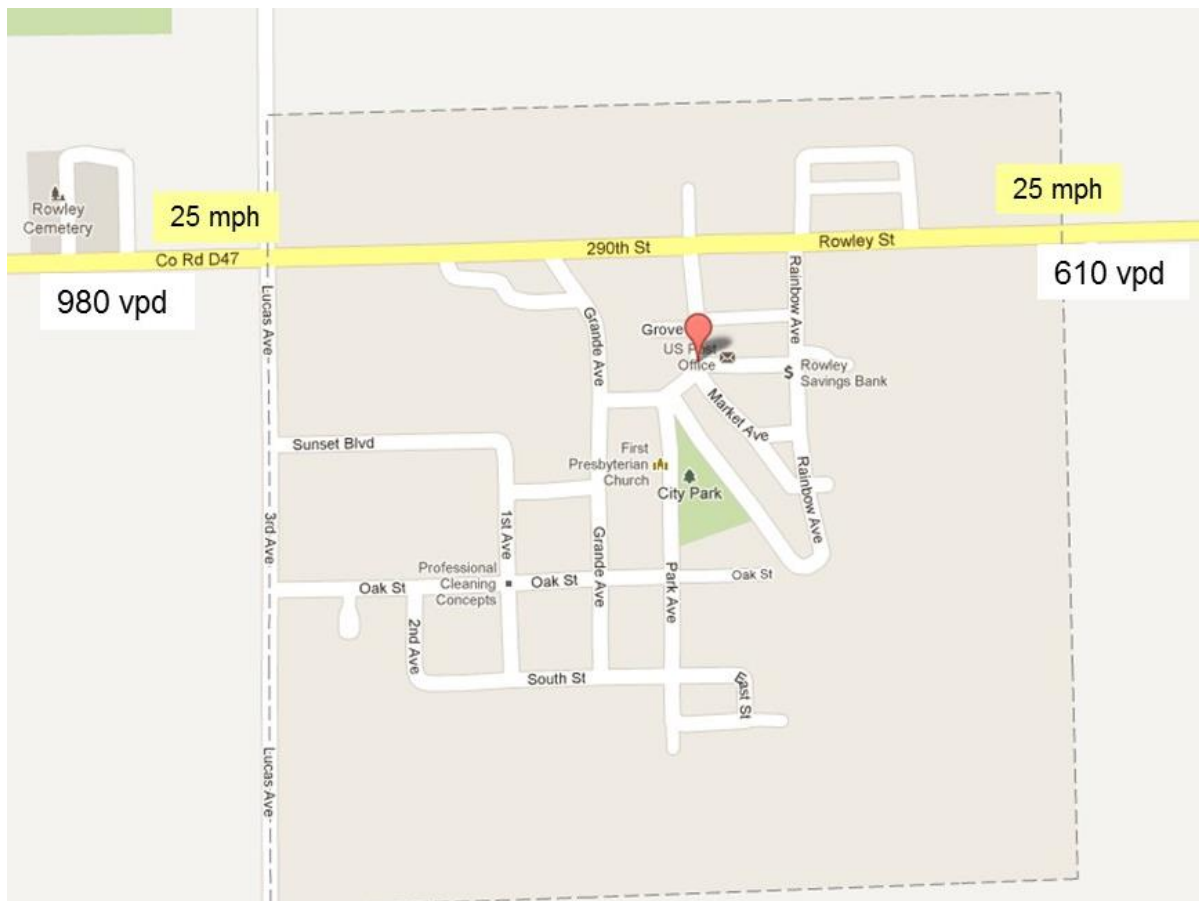 25 mph
25 mph
Rowley
Cemetery
290th St
Rowley St
Co Rd D47
980 vpd
610 vpd
Lucas Ave
Rainbow Ave
Grande Ave
Grove
US Post
Office
$
Rowley
Savings Bank
Market Ave
Sunset Blvd
First
Presbyterian
Church
City Park
Rainbow Ave
3rd Ave
1st Ave
Grande Ave
Professional
Cleaning
Concepts
Oak St
Oak St
Oak St
Park Ave
2nd Ave
South St
East St
Lucas Ave